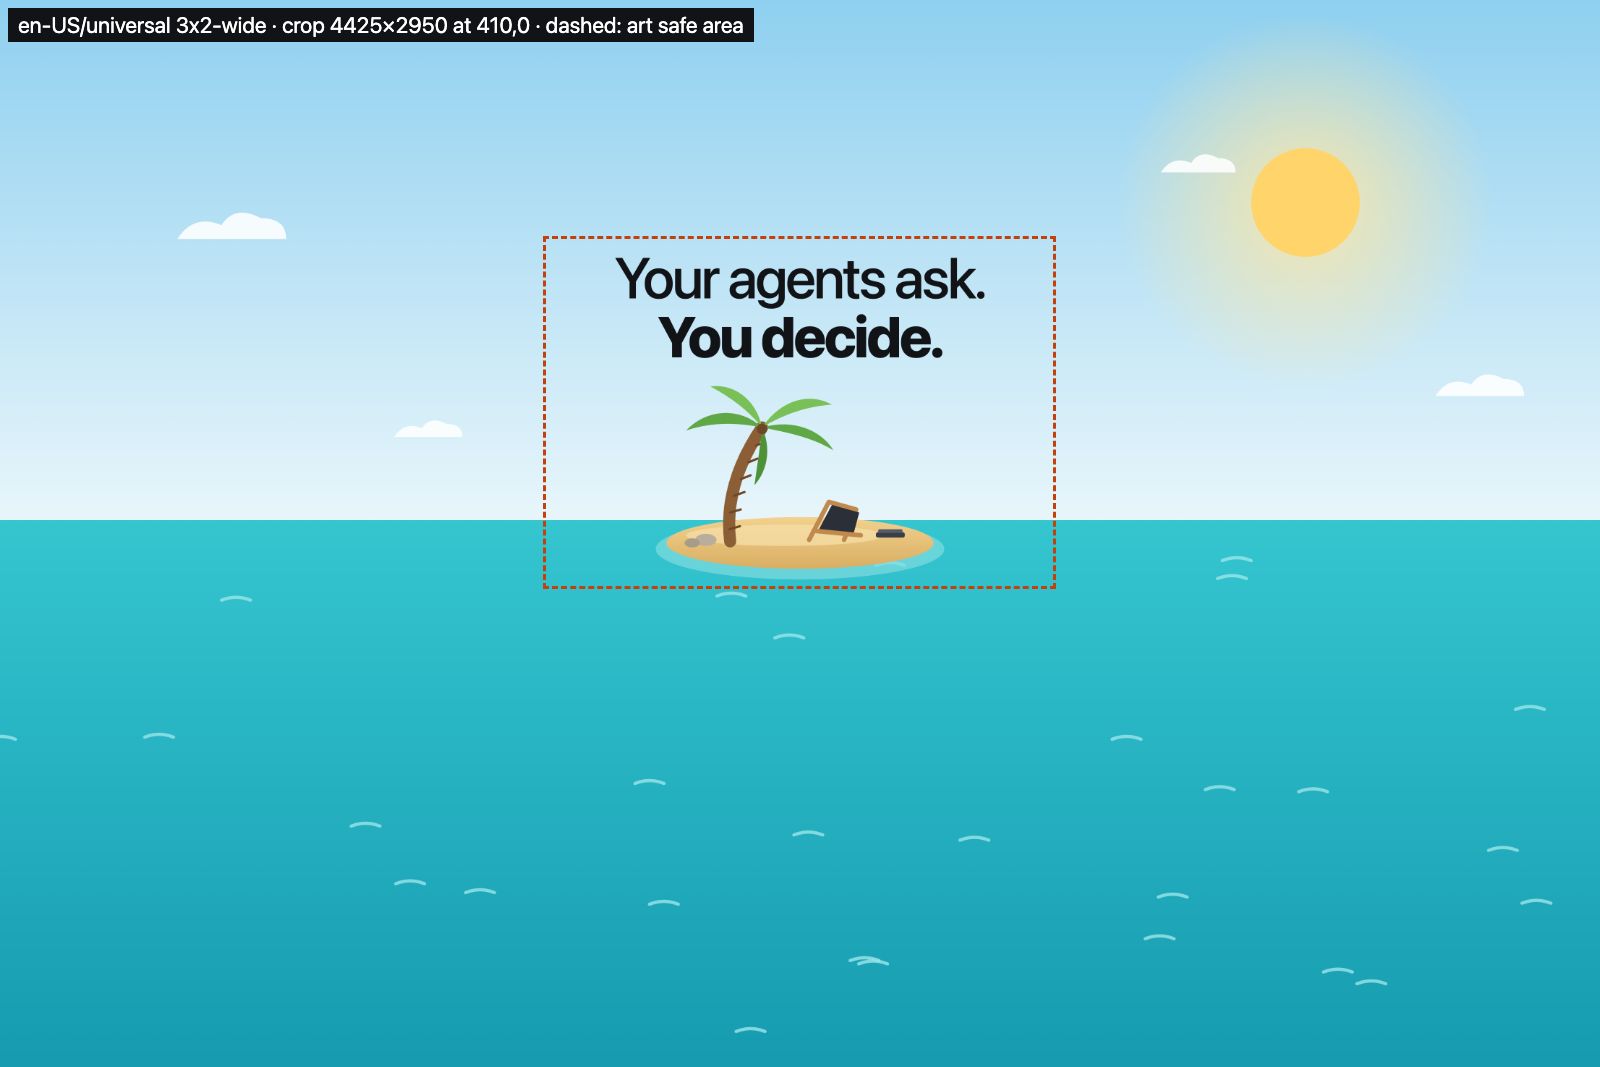 en-US/universal 3x2-wide · crop 4425×2950 at 410,0 · dashed: art safe area
Your agents ask.
You decide.